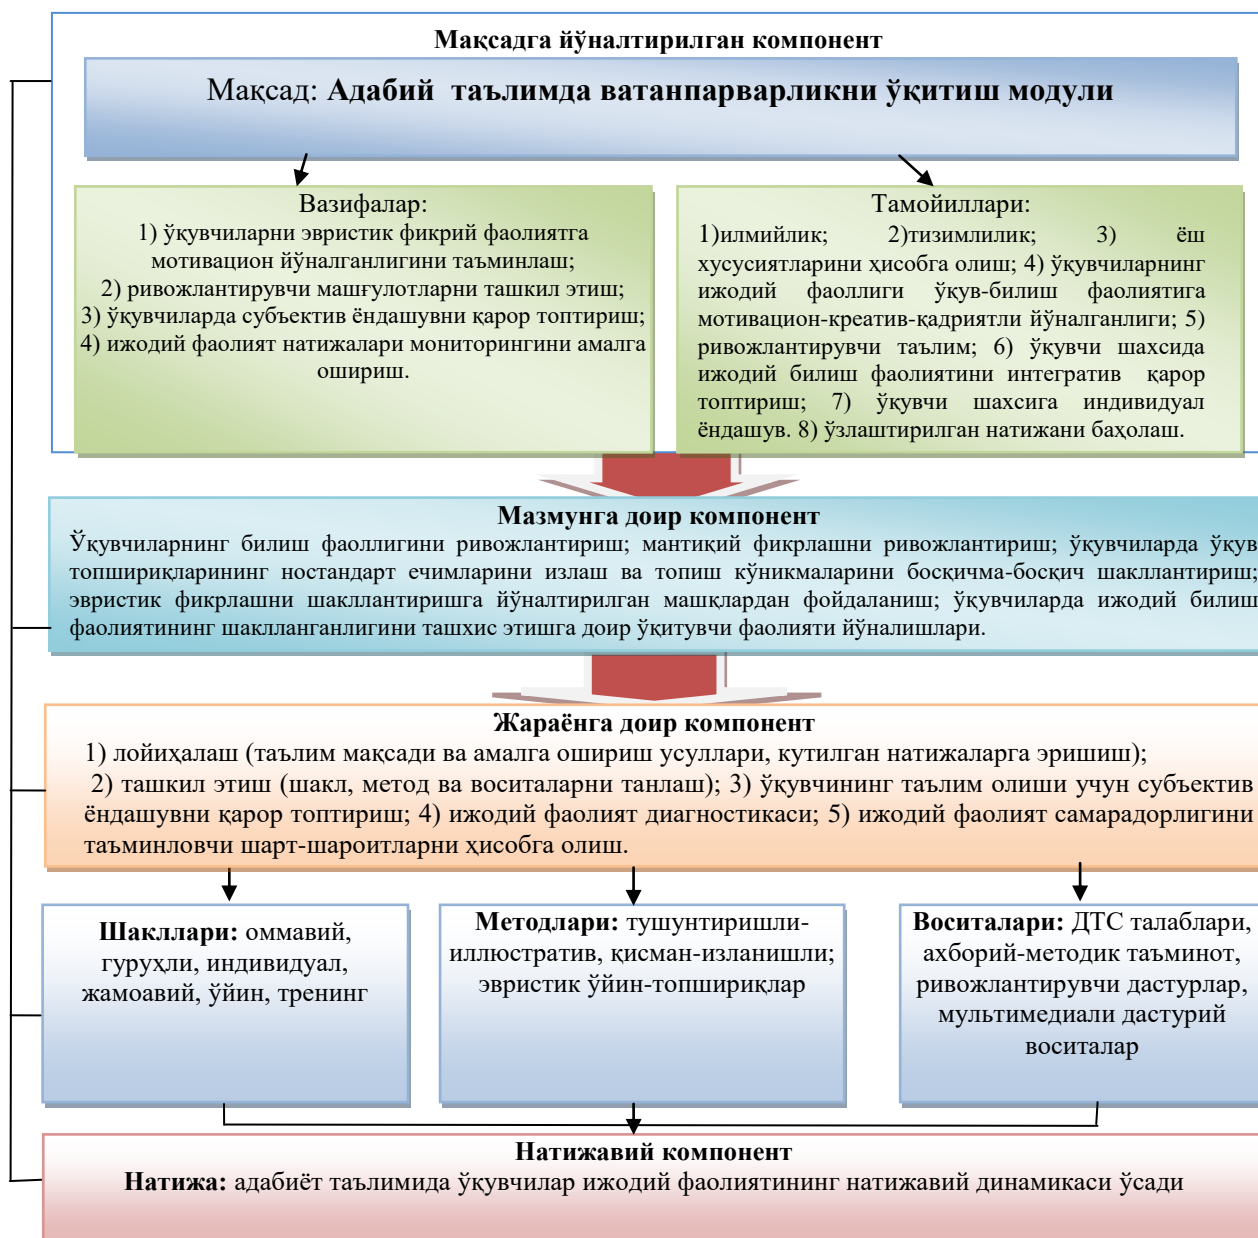 Мақсадга йўналтирилган компонент
Мақсад: Адабий таълимда ватанпарварликни ўқитиш модули
Вазифалар:
1) ўқувчиларни эвристик фикрий фаолиятга
мотивацион йўналганлигини таъминлаш;
2) ривожлантирувчи машғулотларни ташкил этиш;
3) ўқувчиларда субъектив ёндашувни қарор топтириш;
4) ижодий фаолият натижалари мониторингини амалга
ошириш.
Тамойиллари:
1)илмийлик; 2)тизимлилик; 3) ёш
хусусиятларини ҳисобга олиш; 4) ўқувчиларнинг
ижодий фаоллиги ўқув-билиш фаолиятига
мотивацион-креатив-қадриятли йўналганлиги; 5)
ривожлантирувчи таълим; 6) ўқувчи шахсида
ижодий билиш фаолиятини интегратив қарор
топтириш; 7) ўқувчи шахсига индивидуал
ёндашув. 8) ўзлаштирилган натижани баҳолаш.
Мазмунга доир компонент
Ўқувчиларнинг билиш фаоллигини ривожлантириш; мантиқий фикрлашни ривожлантириш; ўқувчиларда ўқув
топшириқларининг ностандарт ечимларини излаш ва топиш кўникмаларини босқичма-босқич шакллантириш;
эвристик фикрлашни шакллантиришга йўналтирилган машқлардан фойдаланиш; ўқувчиларда ижодий билиш
фаолиятининг шаклланганлигини ташхис этишга доир ўқитувчи фаолияти йўналишлари.
Жараёнга доир компонент
1) лойиҳалаш (таълим мақсади ва амалга ошириш усуллари, кутилган натижаларга эришиш);
2) ташкил этиш (шакл, метод ва воситаларни танлаш); 3) ўқувчининг таълим олиши учун субъектив
ёндашувни қарор топтириш; 4) ижодий фаолият диагностикаси; 5) ижодий фаолият самарадорлигини
таъминловчи шарт-шароитларни ҳисобга олиш.
Шакллари: оммавий,
гуруҳли, индивидуал,
жамоавий, ўйин, тренинг
Методлари: тушунтиришли-
иллюстратив, қисман-изланишли;
эвристик ўйин-топшириқлар
Воситалари: ДТС талаблари,
ахборий-методик таъминот,
ривожлантирувчи дастурлар,
мультимедиали дастурий
воситалар
Натижавий компонент
Натижа: адабиёт таълимида ўқувчилар ижодий фаолиятининг натижавий динамикаси ўсади